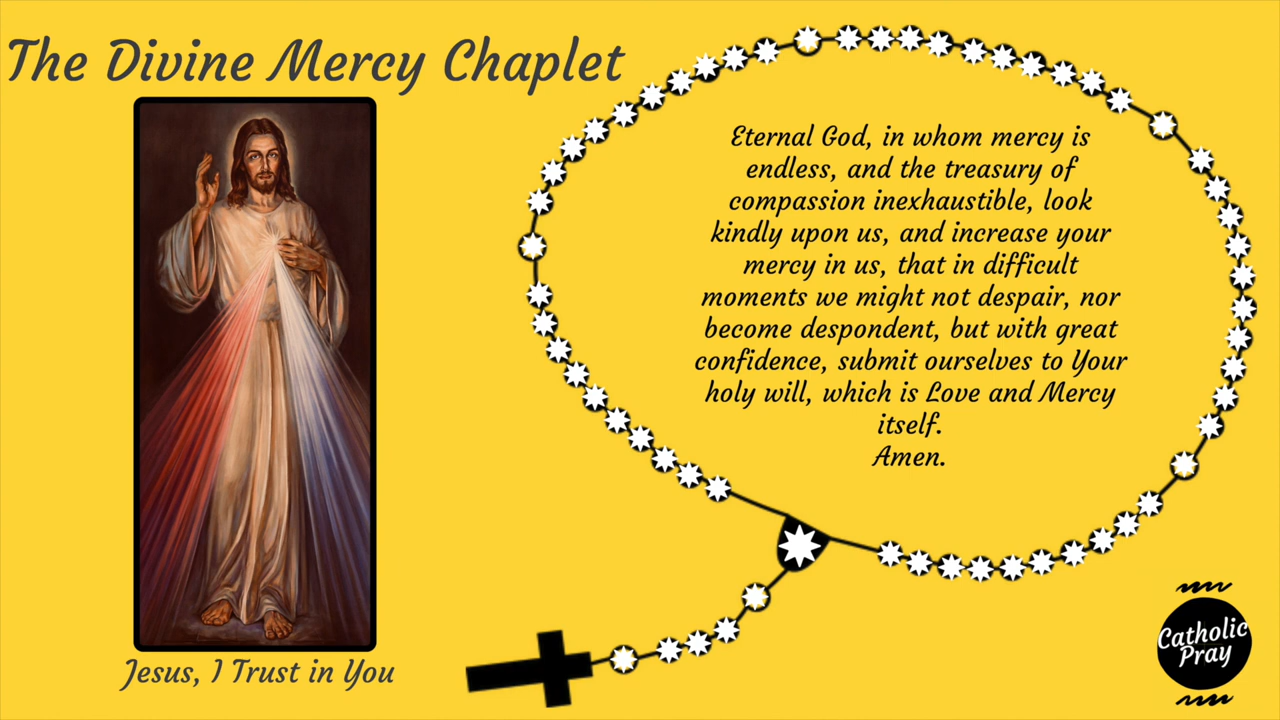 The Divine Mercy Chaplet
Eternal God, in whom mercy is
endless, and the treasury of
compassion inexhaustible, look
kindly upon us, and increase your
mercy in us, that in difficult
moments we might not despair, nor
become despondent, but with great
confidence, submit ourselves to Your
holy will, which is Love and Mercy
itself.
Amen.
Jesus, I Trust in You
Catholic
Pray